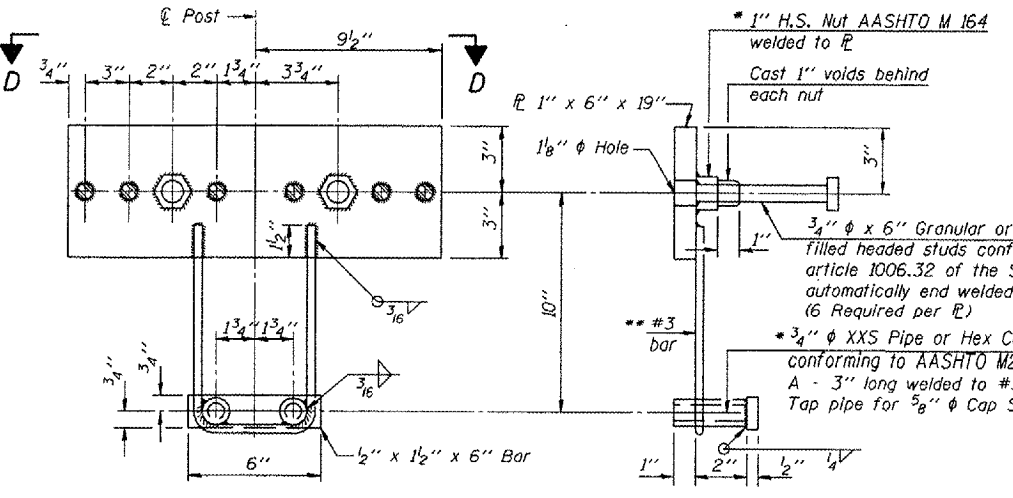 ℄ Post
* 1" H.S. Nut AASHTO M 164
welded to ℙ
9½"
D
D
¾"
3"
2"
2"
1¾"
3¾"
Cast 1" voids behind
each nut
ℙ 1" x 6" x 19"
1⅛" ϕ Hole
3"
3"
3"
1½"
1"
¾" ϕ x 6" Granular or
filled headed studs conf
article 1006.32 of the S
automatically end welded
(6 Required per ℙ)
3/16
10"
1¾"
1¾"
** #3
bar
* ¾" ϕ XXS Pipe or Hex C
conforming to AASHTO M2
A - 3" long welded to #
Tap pipe for ⅝" ϕ Cap S
¾"
¾"
3/16
½" x 1½" x 6" Bar
6"
1"
2"
½"
¼